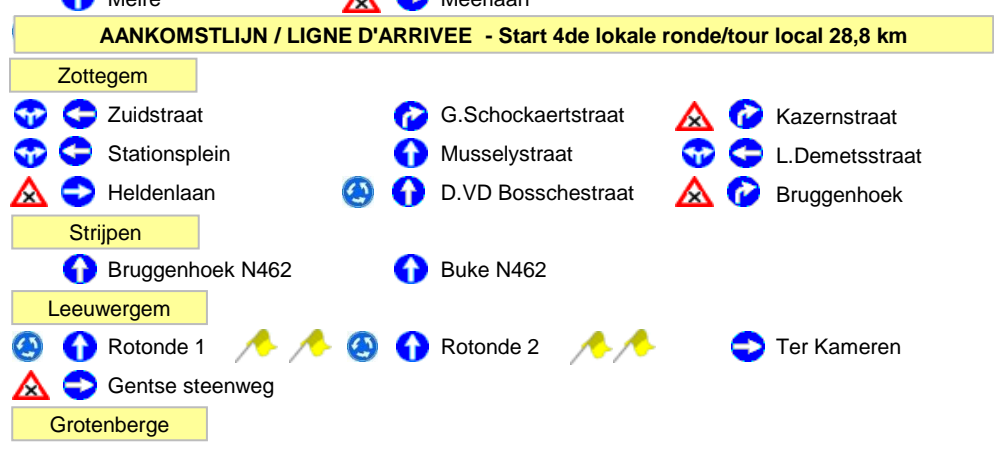 Meire Meerlaan
AANKOMSTLIJN / LIGNE D'ARRIVEE - Start 4de lokale ronde/tour local 28,8 km
Zottegem
Zuidstraat G.Schockaertstraat Kazernstraat
Stationsplein Musselystraat L.Demetsstraat
Heldenlaan D.VD Bosschestraat Bruggenhoek
Strijpen
Bruggenhoek N462 Buke N462
Leeuwergem
Rotonde 1 Rotonde 2 Ter Kameren
Gentse steenweg
Grotenberge